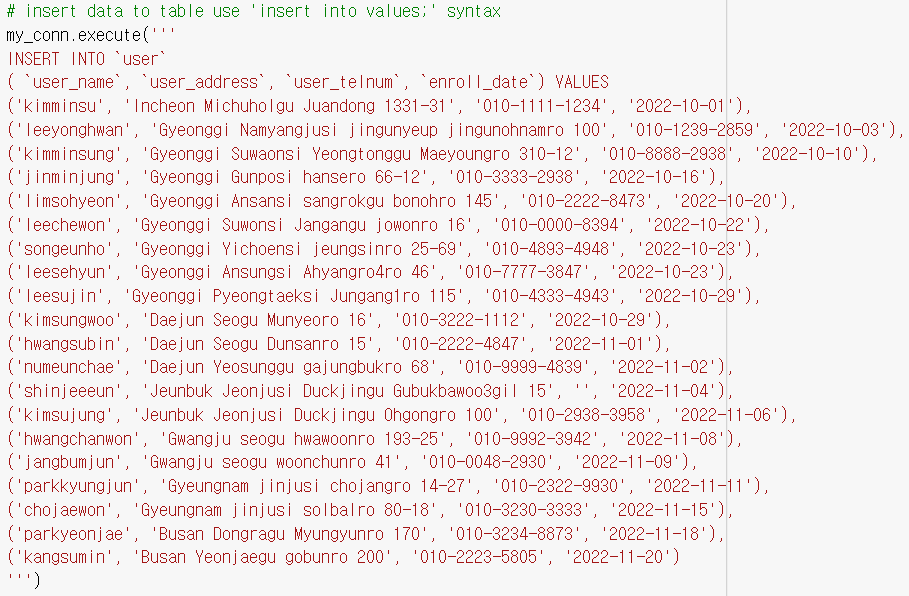 # insert data to table use 'insert into values;' syntax
my_conn.execute('''
INSERT INTO `user`
( `user_name`, `user_address`, `user_telnum`, `enroll_date`) VALUES
('kimminsu', 'Incheon Michuholgu Juandong 1331-31', '010-1111-1234', '2022-10-01'),
('leeyonghwan', 'Gyeonggi Namyangjusi jingunyeup jingunohnamro 100', '010-1239-2859', '2022-10-03'),
('kimminsung', 'Gyeonggi Suwaonsi Yeongtonggu Maeyoungro 310-12', '010-8888-2938', '2022-10-10'),
('jinminjung', 'Gyeonggi Gunposi hansero 66-12', '010-3333-2938', '2022-10-16'),
('limsohyeon', 'Gyeonggi Ansansi sangrokgu bonohro 145', '010-2222-8473', '2022-10-20'),
('leechewon', 'Gyeonggi Suwonsi Jangangu jowonro 16', '010-0000-8394', '2022-10-22'),
('songeunho', 'Gyeonggi Yichoensi jeungsinro 25-69', '010-4893-4948', '2022-10-23'),
('leesehyun', 'Gyeonggi Ansungsi Ahyangro4ro 46', '010-7777-3847', '2022-10-23'),
('leesujin', 'Gyeonggi Pyeongtaeksi Jungang1ro 115', '010-4333-4943', '2022-10-29'),
('kimsungwoo', 'Daejun Seogu Munyeoro 16', '010-3222-1112', '2022-10-29'),
('hwangsubin', 'Daejun Seogu Dunsanro 15', '010-2222-4847', '2022-11-01'),
('numeunchae', 'Daejun Yeosunggu gajungbukro 68', '010-9999-4839', '2022-11-02'),
('shinjeeeun', 'Jeunbuk Jeonjusi Duckjingu Gubukbawoo3gil 15', '', '2022-11-04'),
('kimsujung', 'Jeunbuk Jeonjusi Duckjingu Ohgongro 100', '010-2938-3958', '2022-11-06'),
('hwangchanwon', 'Gwangju seogu hwawoonro 193-25', '010-9992-3942', '2022-11-08'),
('jangbumjun', 'Gwangju seogu woonchunro 41', '010-0048-2930', '2022-11-09'),
('parkkyungjun', 'Gyeungnam jinjusi chojangro 14-27', '010-2322-9930', '2022-11-11'),
('chojaewon', 'Gyeungnam jinjusi solbalro 80-18', '010-3230-3333', '2022-11-15'),
('parkyeonjae', 'Busan Dongragu Myungyunro 170', '010-3234-8873', '2022-11-18'),
('kangsumin', 'Busan Yeonjaegu gobunro 200', '010-2223-5805', '2022-11-20')
''')